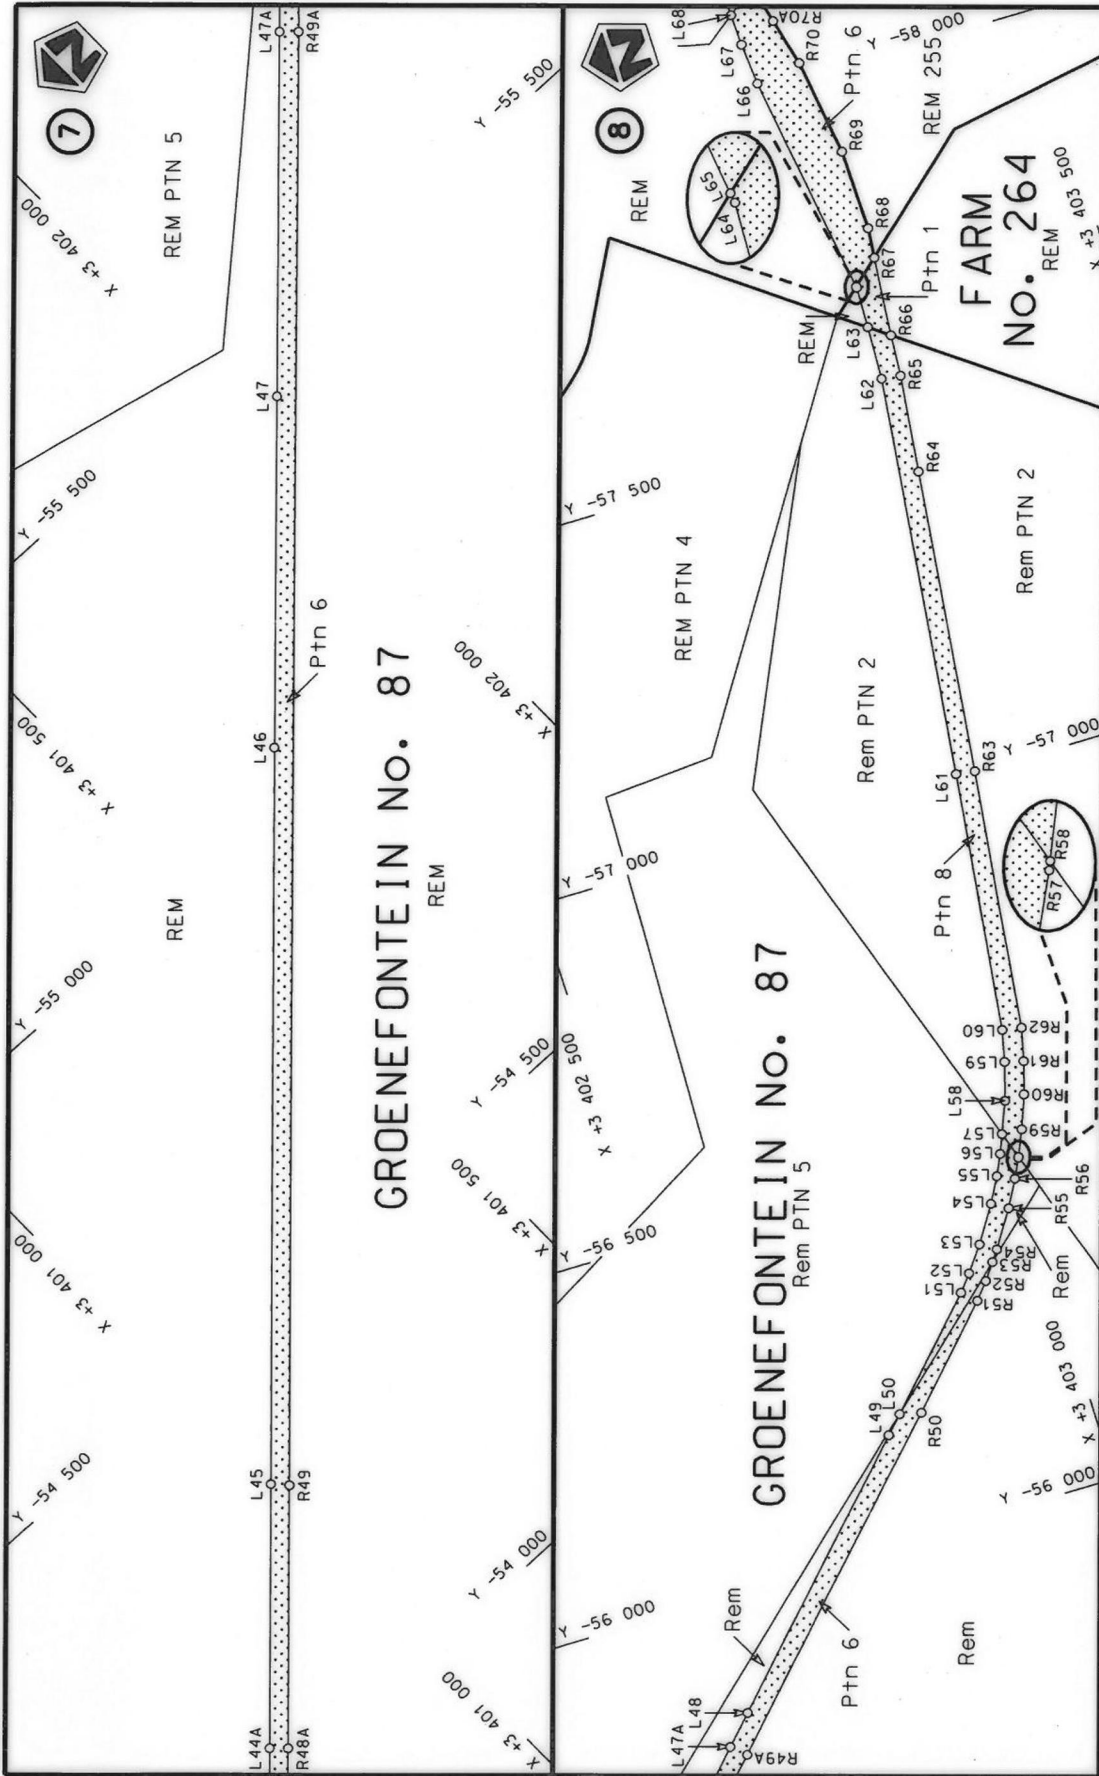 7
REM PTN 5
X +3 402 000
L47A
R49A
Y -55 500
L47
Y -55 500
Ptn 6
L46
X +3 401 500
X +3 402 000
REM
GROENEFONTEIN No. 87
REM
Y -55 000
Y -54 500
X +3 401 000
X +3 401 500
L45
R49
Y -54 500
Y -54 000
L44A
R48A
X +3 401 000
8
L68
L67
L66
R70A
R70
Ptn 6
Y -58 000
REM 255
R69
REM
L65
L64
R68
R67
Ptn 1
FARM
No. 264
REM
X +3 403 500
REM
L63
R66
L62
R65
R64
Y -57 500
REM PTN 4
Rem PTN 2
Rem PTN 2
L61
R63
Y -57 000
Y -57 000
Ptn 8
R57
R58
L60
R62
L59
R61
L58
R60
L57
R59
L56
L55
R56
L54
R55
Rem
L53
R54
L52
R53
L51
R52
R51
X +3 402 500
GROENEFONTEIN No. 87
Rem PTN 5
Y -56 500
X +3 403 000
L50
L49
R50
Y -56 000
Y -56 000
Rem
Ptn 6
Rem
L48
L47A
R49A